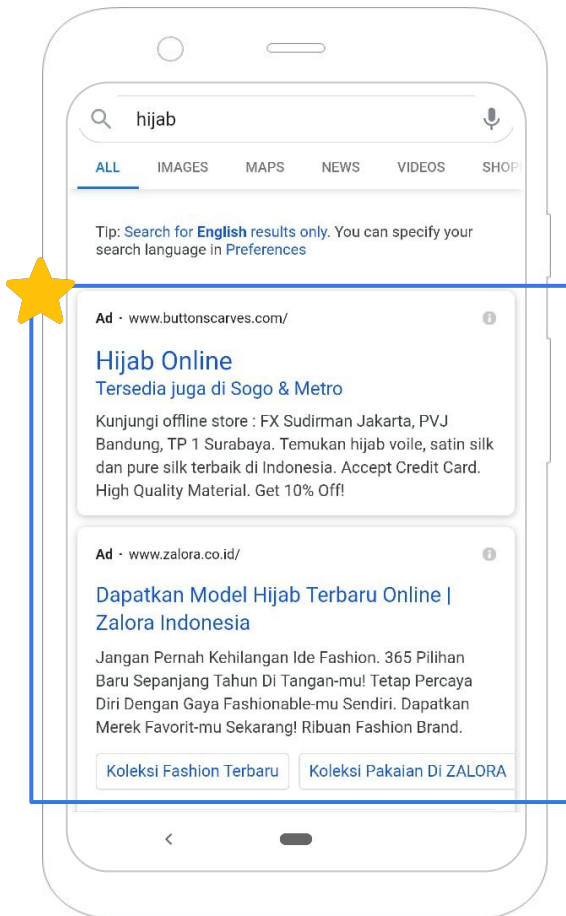 hijab
ALL IMAGES MAPS NEWS VIDEOS SHOP
Tip: Search for English results only. You can specify your
search language in Preferences
Ad · www.buttonscarves.com/
Hijab Online
Tersedia juga di Sogo & Metro
Kunjungi offline store : FX Sudirman Jakarta, PVJ
Bandung, TP 1 Surabaya. Temukan hijab voile, satin silk
dan pure silk terbaik di Indonesia. Accept Credit Card.
High Quality Material. Get 10% Off!
Ad · www.zalora.co.id/
Dapatkan Model Hijab Terbaru Online |
Zalora Indonesia
Jangan Pernah Kehilangan Ide Fashion. 365 Pilihan
Baru Sepanjang Tahun Di Tangan-mu! Tetap Percaya
Diri Dengan Gaya Fashionable-mu Sendiri. Dapatkan
Merek Favorit-mu Sekarang! Ribuan Fashion Brand.
Koleksi Fashion Terbaru Koleksi Pakaian Di ZALORA